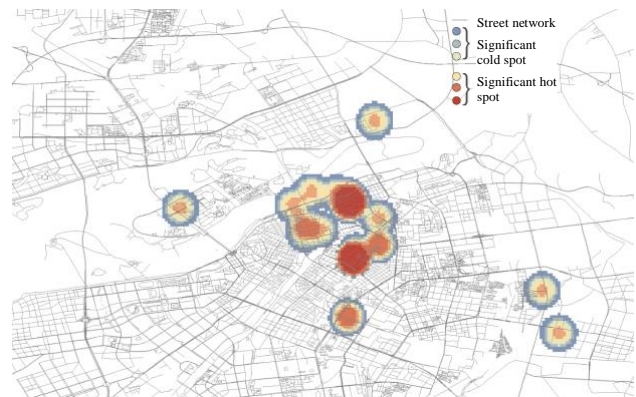 Street network
Significant
cold spot
Significant hot
spot